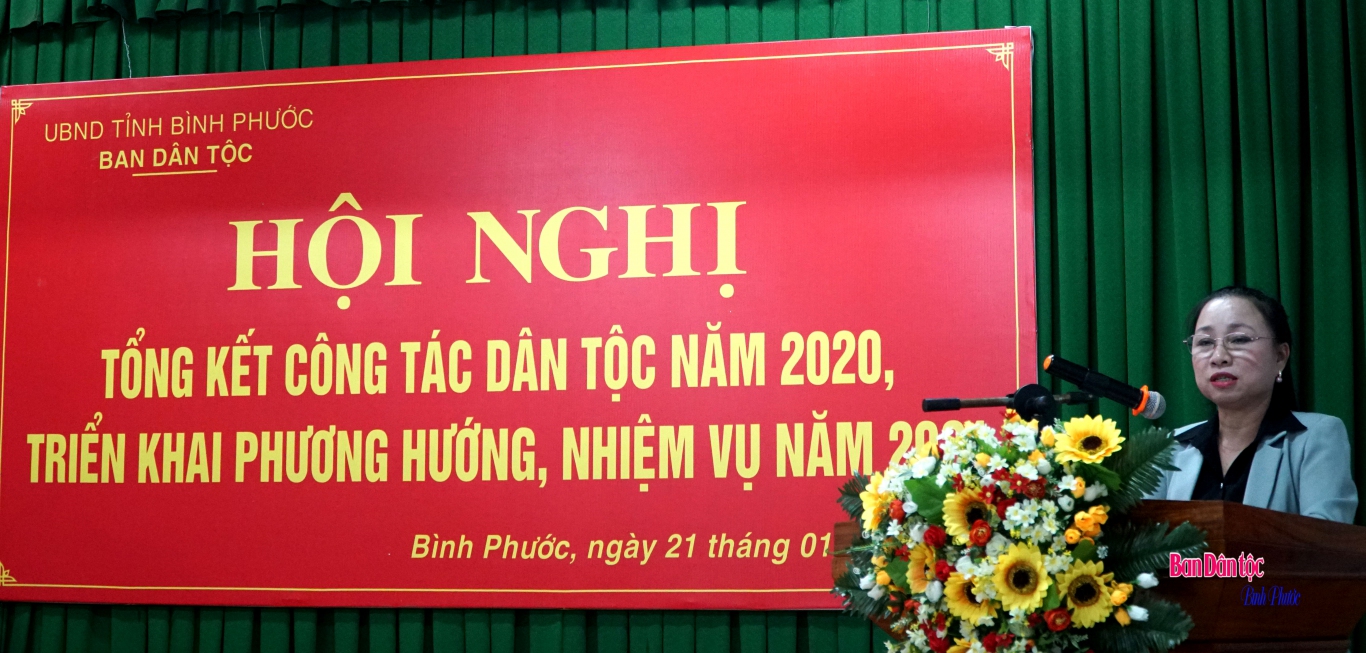 UBND TỈNH BÌNH PHƯỚC
BAN DÂN TỘC
HỘI NGHỊ
TỔNG KẾT CÔNG TÁC DÂN TỘC NĂM 2020,
TRIỂN KHAI PHƯƠNG HƯỚNG, NHIỆM VỤ NĂM
Bình Phước, ngày 21 tháng 01
Ban Dân tộc
Bình Phước